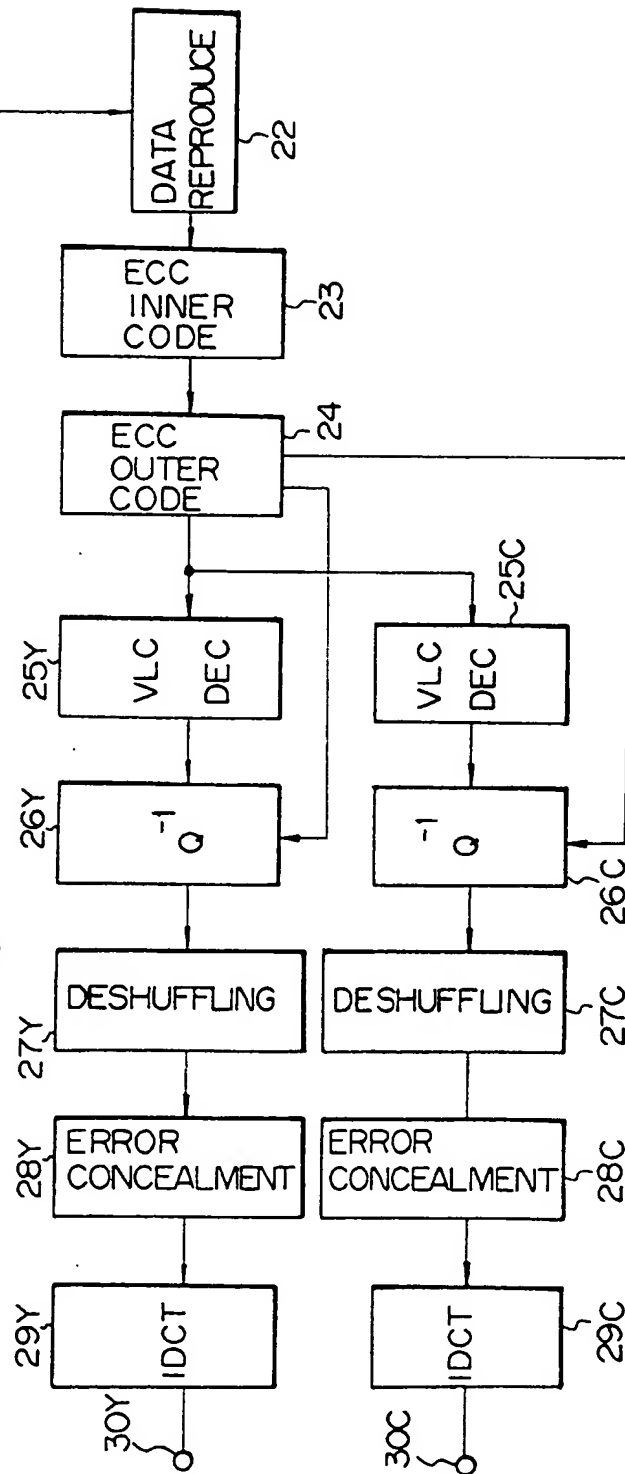 DATA
REPRODUCE
22
ECC
INNER
CODE
23
ECC
OUTER
CODE
24
25Y
VLC
DEC
25C
VLC
DEC
26Y
Q⁻¹
26C
Q⁻¹
27Y
DESHUFFLING
27C
DESHUFFLING
28Y
ERROR
CONCEALMENT
28C
ERROR
CONCEALMENT
29Y
IDCT
29C
IDCT
30Y
30C